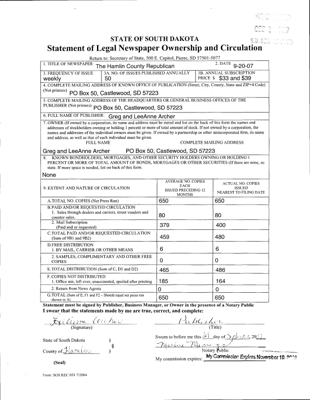 STATE OF SOUTH DAKOTA
Statement of Legal Newspaper Ownership and Circulation
Return to: Secretary of State, 500 E. Capitol, Pierre, SD 57501-5077
1. TITLE OF NEWSPAPER The Hamlin County Republican
2. DATE 9-20-07
3. FREQUENCY OF ISSUE weekly
3A. NO. OF ISSUES PUBLISHED ANNUALLY 50
3B. ANNUAL SUBSCRIPTION PRICE $ $33 and $39
4. COMPLETE MAILING ADDRESS OF KNOWN OFFICE OF PUBLICATION (Street, City, County, State and ZIP+4 Code)
(Not printers) PO Box 50, Castlewood, SD 57223
5. COMPLETE MAILING ADDRESS OF THE HEADQUARTERS OR GENERAL BUSINESS OFFICES OF THE
PUBLISHER (Not printer) PO Box 50, Castlewood, SD 57223
6. FULL NAME OF PUBLISHER: Greg and LeeAnne Archer
7. OWNER (If owned by a corporation, its name and address must be stated and list on the back of this form the names and
addresses of stockholders owning or holding 1 percent or more of total amount of stock. If not owned by a corporation, the
names and addresses of the individual owners must be given. If owned by a partnership or other unincorporated firm, its name
and address, as well as that of each individual must be given.
FULL NAME COMPLETE MAILING ADDRESS
Greg and LeeAnne Archer PO Box 50, Castlewood, SD 57223
8. KNOWN BONDHOLDERS, MORTGAGES, AND OTHER SECURITY HOLDERS OWNING OR HOLDING 1
PERCENT OR MORE OF TOTAL AMOUNT OF BONDS, MORTGAGES OR OTHER SECURITIES (If there are none, so
state. If more space is needed, list on back of this form.
None
9. EXTENT AND NATURE OF CIRCULATION
AVERAGE NO. COPIES EACH ISSUED PRECEDING 12 MONTHS
ACTUAL NO. COPIES ISSUED NEAREST TO FILING DATE
A. TOTAL NO. COPIES (Net Press Run) 650 650
B. PAID AND/OR REQUESTED CIRCULATION
1. Sales through dealers and carriers, street vendors and
counter sales. 80 80
2. Mail Subscription
(Paid and/or requested) 379 400
C. TOTAL PAID AND/OR REQUESTED CIRCULATION
(Sum of 9B1 and 9B2) 459 480
D. FREE DISTRIBUTION
1. BY MAIL, CARRIER OR OTHER MEANS 6 6
2. SAMPLES, COMPLIMENTARY AND OTHER FREE
COPIES 0 0
E. TOTAL DISTRIBUTION (Sum of C, D1 and D2) 465 486
F. COPIES NOT DISTRIBUTED
1. Office use, left over, unaccounted, spoiled after printing 185 164
2. Return from News Agents 0 0
G. TOTAL (Sum of E, F1 and F2 - Should equal net press run
shown in A) 650 650
Statement must be signed by Publisher, Business Manager, or Owner in the presence of a Notary Public
I swear that the statements made by me are true, correct, and complete:
Publisher
(Signature) (Title)
State of South Dakota )
§
County of Hamlin )
Sworn to before me this day of
Notary Public
(Seal)
My commission expires: My Commission Expires November 18
Form: SOS REC 051 7/2004